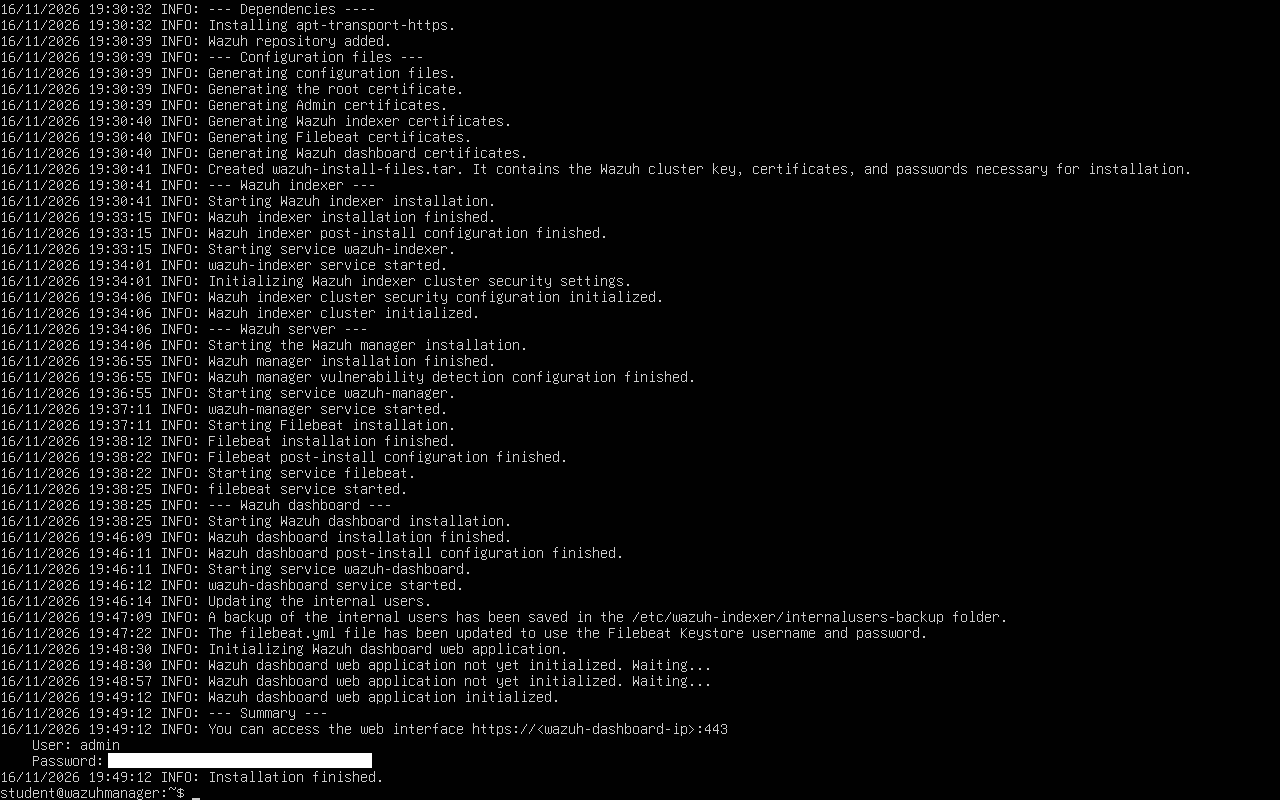 16/11/2026 19:30:32 INFO: --- Dependencies ----
16/11/2026 19:30:32 INFO: Installing apt-transport-https.
16/11/2026 19:30:39 INFO: Wazuh repository added.
16/11/2026 19:30:39 INFO: --- Configuration files ---
16/11/2026 19:30:39 INFO: Generating configuration files.
16/11/2026 19:30:39 INFO: Generating the root certificate.
16/11/2026 19:30:39 INFO: Generating Admin certificates.
16/11/2026 19:30:40 INFO: Generating Wazuh indexer certificates.
16/11/2026 19:30:40 INFO: Generating Filebeat certificates.
16/11/2026 19:30:40 INFO: Generating Wazuh dashboard certificates.
16/11/2026 19:30:41 INFO: Created wazuh-install-files.tar. It contains the Wazuh cluster key, certificates, and passwords necessary for installation.
16/11/2026 19:30:41 INFO: --- Wazuh indexer ---
16/11/2026 19:30:41 INFO: Starting Wazuh indexer installation.
16/11/2026 19:33:15 INFO: Wazuh indexer installation finished.
16/11/2026 19:33:15 INFO: Wazuh indexer post-install configuration finished.
16/11/2026 19:33:15 INFO: Starting service wazuh-indexer.
16/11/2026 19:34:01 INFO: wazuh-indexer service started.
16/11/2026 19:34:01 INFO: Initializing Wazuh indexer cluster security settings.
16/11/2026 19:34:06 INFO: Wazuh indexer cluster security configuration initialized.
16/11/2026 19:34:06 INFO: Wazuh indexer cluster initialized.
16/11/2026 19:34:06 INFO: --- Wazuh server ---
16/11/2026 19:34:06 INFO: Starting the Wazuh manager installation.
16/11/2026 19:36:55 INFO: Wazuh manager installation finished.
16/11/2026 19:36:55 INFO: Wazuh manager vulnerability detection configuration finished.
16/11/2026 19:36:55 INFO: Starting service wazuh-manager.
16/11/2026 19:37:11 INFO: wazuh-manager service started.
16/11/2026 19:37:11 INFO: Starting Filebeat installation.
16/11/2026 19:38:12 INFO: Filebeat installation finished.
16/11/2026 19:38:22 INFO: Filebeat post-install configuration finished.
16/11/2026 19:38:22 INFO: Starting service filebeat.
16/11/2026 19:38:25 INFO: filebeat service started.
16/11/2026 19:38:25 INFO: --- Wazuh dashboard ---
16/11/2026 19:38:25 INFO: Starting Wazuh dashboard installation.
16/11/2026 19:46:09 INFO: Wazuh dashboard installation finished.
16/11/2026 19:46:11 INFO: Wazuh dashboard post-install configuration finished.
16/11/2026 19:46:11 INFO: Starting service wazuh-dashboard.
16/11/2026 19:46:12 INFO: wazuh-dashboard service started.
16/11/2026 19:46:14 INFO: Updating the internal users.
16/11/2026 19:47:09 INFO: A backup of the internal users has been saved in the /etc/wazuh-indexer/internalusers-backup folder.
16/11/2026 19:47:22 INFO: The filebeat.yml file has been updated to use the Filebeat Keystore username and password.
16/11/2026 19:48:30 INFO: Initializing Wazuh dashboard web application.
16/11/2026 19:48:30 INFO: Wazuh dashboard web application not yet initialized. Waiting...
16/11/2026 19:48:57 INFO: Wazuh dashboard web application not yet initialized. Waiting...
16/11/2026 19:49:12 INFO: Wazuh dashboard web application initialized.
16/11/2026 19:49:12 INFO: --- Summary ---
16/11/2026 19:49:12 INFO: You can access the web interface https://<wazuh-dashboard-ip>:443
User: admin
Password:
16/11/2026 19:49:12 INFO: Installation finished.
student@wazuhmanager:~$ _